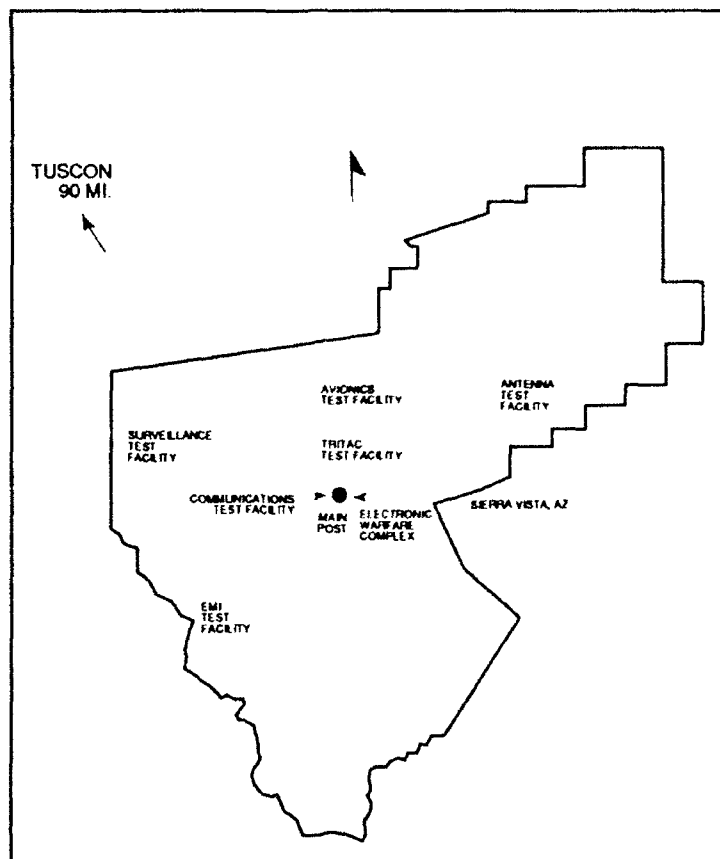 TUSCON
90 MI.
AVIONICS
TEST FACILITY
ANTENNA
TEST
FACILITY
SURVEILLANCE
TEST
FACILITY
TRITAC
TEST FACILITY
COMMUNICATIONS
TEST FACILITY
MAIN
POST
ELECTRONIC
WARFARE
COMPLEX
SIERRA VISTA, AZ
EMI
TEST
FACILITY